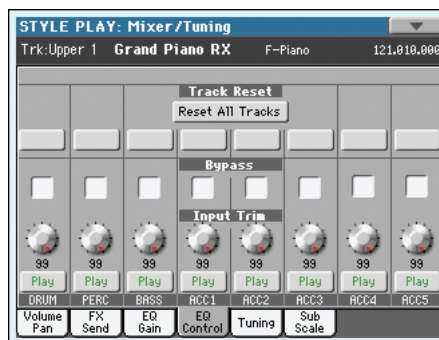 STYLE PLAY: Mixer/Tuning
Trk:Upper 1 Grand Piano RX F-Piano 121.010.000
Track Reset
Reset All Tracks
Bypass
Input Trim
99 99 99 99 99 99 99 99
Play Play Play Play Play Play Play Play
DRUM PERC BASS ACC1 ACC2 ACC3 ACC4 ACC5
Volume Pan FX Send EQ Gain EQ Control Tuning Sub Scale